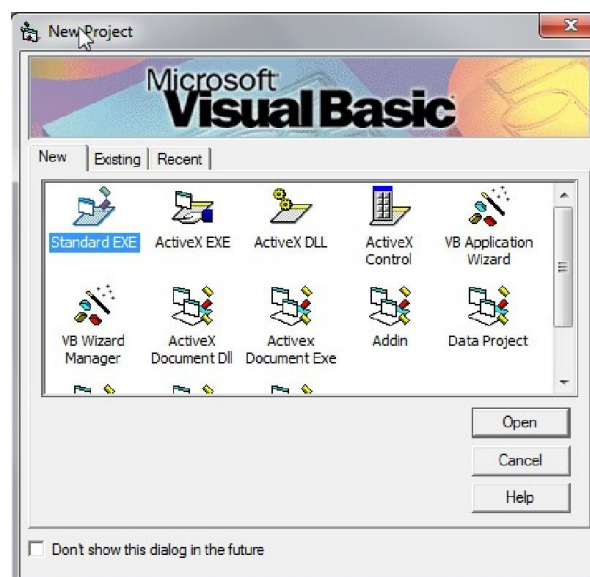 New Project
Microsoft
Visual Basic
New Existing Recent
Standard EXE ActiveX EXE ActiveX DLL ActiveX Control VB Application Wizard
VB Wizard Manager ActiveX Document Dll Activex Document Exe Addin Data Project
Open
Cancel
Help
Don't show this dialog in the future